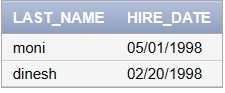 LAST_NAME HIRE_DATE
moni 05/01/1998
dinesh 02/20/1998